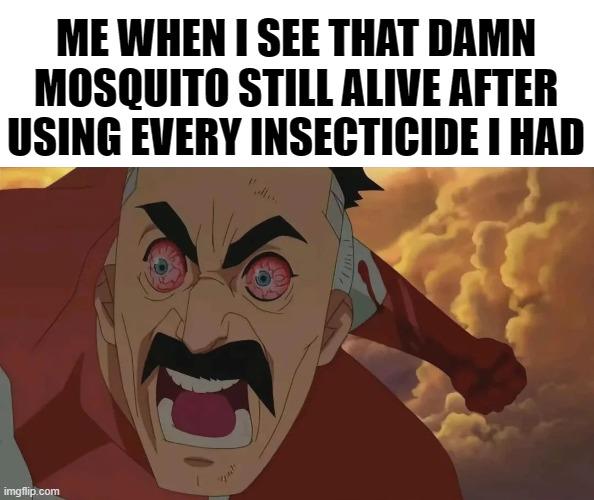 ME WHEN I SEE THAT DAMN
MOSQUITO STILL ALIVE AFTER
USING EVERY INSECTICIDE I HAD
imgflip.com